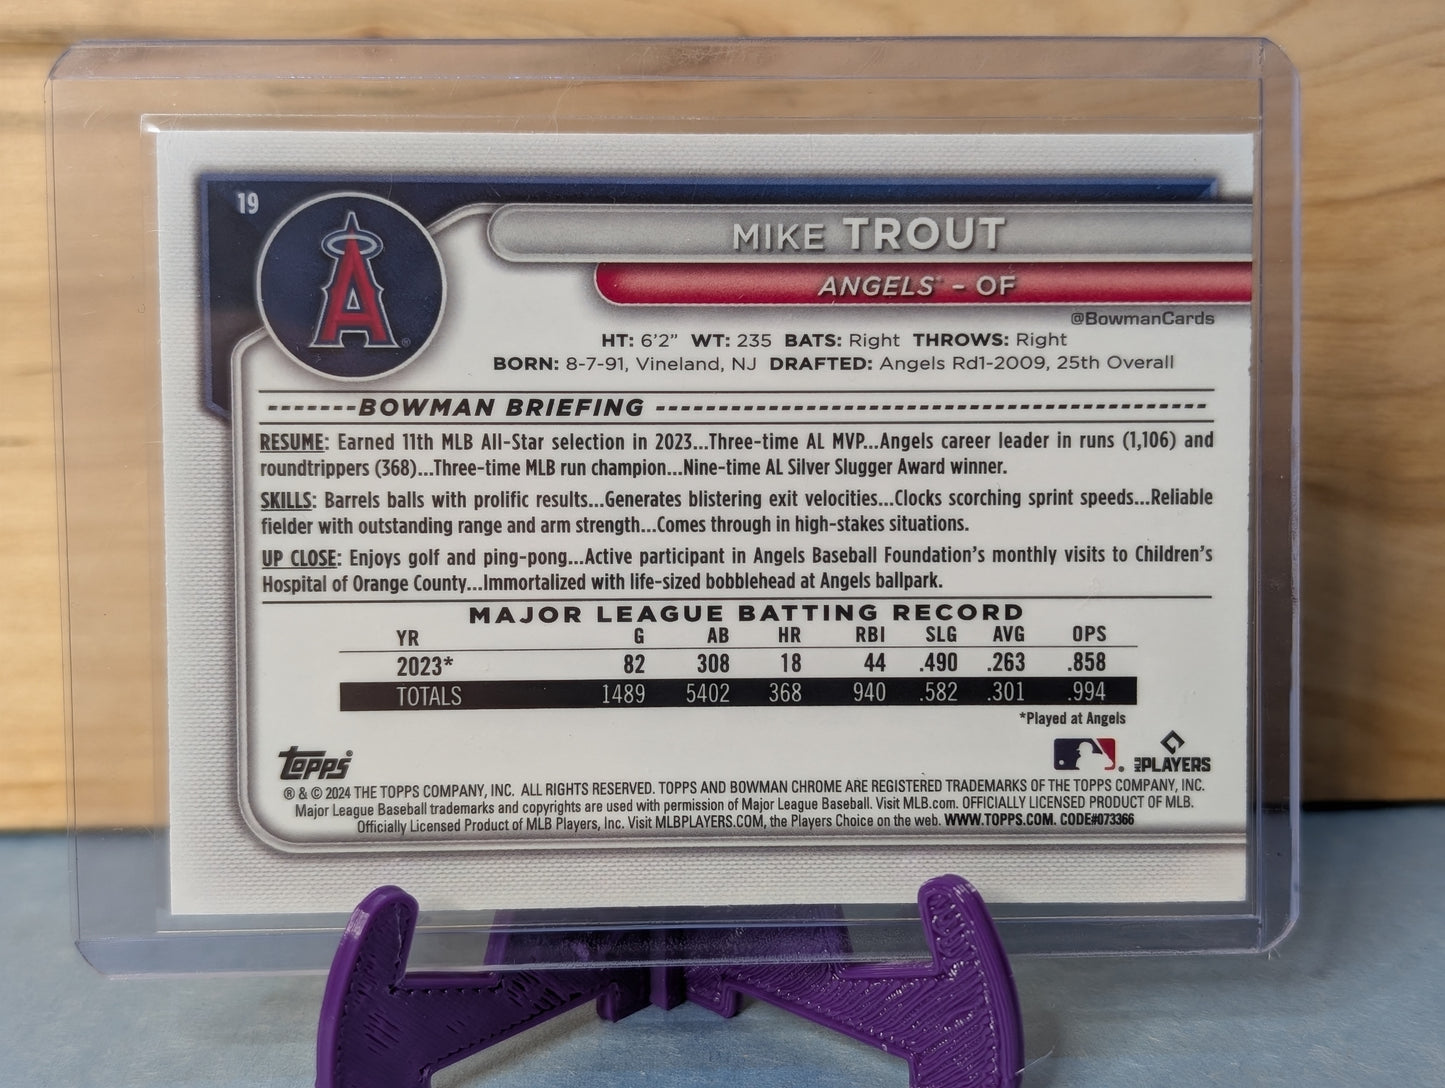 19
A
MIKE TROUT
ANGELS - OF
@BowmanCards
HT: 6'2" WT: 235 BATS: Right THROWS: Right
BORN: 8-7-91, Vineland, NJ DRAFTED: Angels Rd1-2009, 25th Overall
BOWMAN BRIEFING
RESUME: Earned 11th MLB All-Star selection in 2023...Three-time AL MVP...Angels career leader in runs (1,106) and
roundtrippers (368)...Three-time MLB run champion...Nine-time AL Silver Slugger Award winner.
SKILLS: Barrels balls with prolific results...Generates blistering exit velocities...Clocks scorching sprint speeds...Reliable
fielder with outstanding range and arm strength...Comes through in high-stakes situations.
UP CLOSE: Enjoys golf and ping-pong...Active participant in Angels Baseball Foundation's monthly visits to Children's
Hospital of Orange County...Immortalized with life-sized bobblehead at Angels ballpark.
MAJOR LEAGUE BATTING RECORD
YR G AB HR RBI SLG AVG OPS
2023* 82 308 18 44 .490 .263 .858
TOTALS 1489 5402 368 940 .582 .301 .994
*Played at Angels
Topps® ® MLB PLAYERS
® & © 2024 THE TOPPS COMPANY, INC. ALL RIGHTS RESERVED. TOPPS AND BOWMAN CHROME ARE REGISTERED TRADEMARKS OF THE TOPPS COMPANY, INC.
Major League Baseball trademarks and copyrights are used with permission of Major League Baseball. Visit MLB.com. OFFICIALLY LICENSED PRODUCT OF MLB.
Officially Licensed Product of MLB Players, Inc. Visit MLBPLAYERS.COM, the Players Choice on the web. WWW.TOPPS.COM. CODE#073366